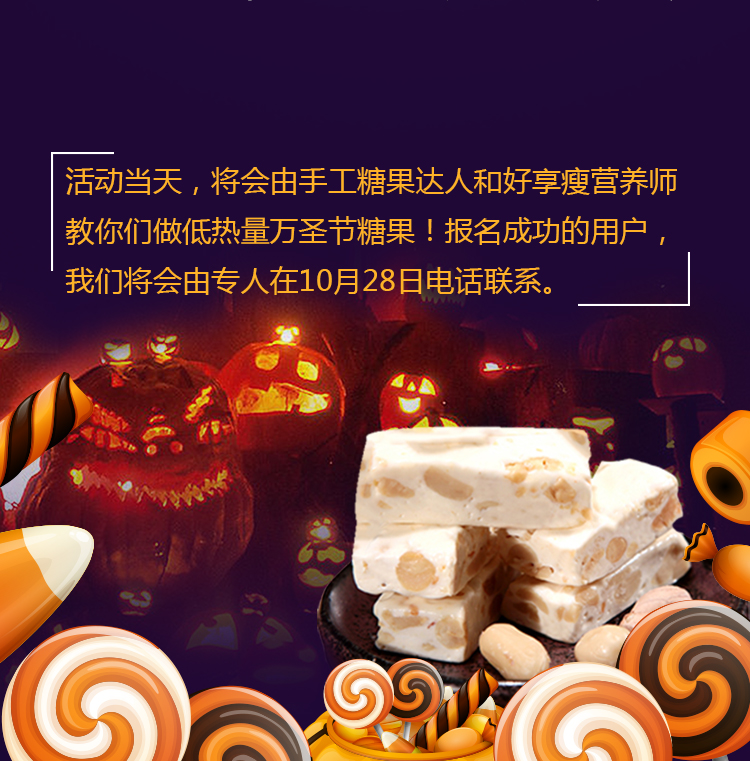 活动当天，将会由手工糖果达人和好享瘦营养师
教你们做低热量万圣节糖果！报名成功的用户，
我们将会由专人在10月28日电话联系。